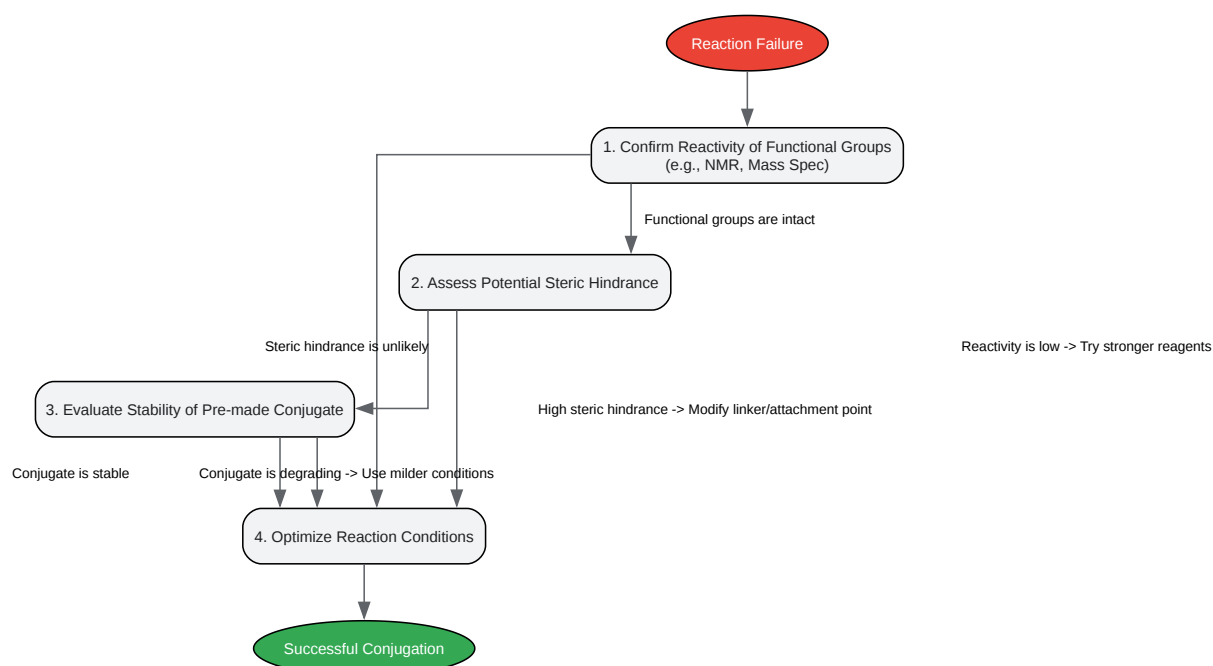 Reaction Failure
1. Confirm Reactivity of Functional Groups
(e.g., NMR, Mass Spec)
Functional groups are intact
2. Assess Potential Steric Hindrance
Steric hindrance is unlikely
Reactivity is low -> Try stronger reagents
3. Evaluate Stability of Pre-made Conjugate
High steric hindrance -> Modify linker/attachment point
Conjugate is stable
Conjugate is degrading -> Use milder conditions
4. Optimize Reaction Conditions
Successful Conjugation